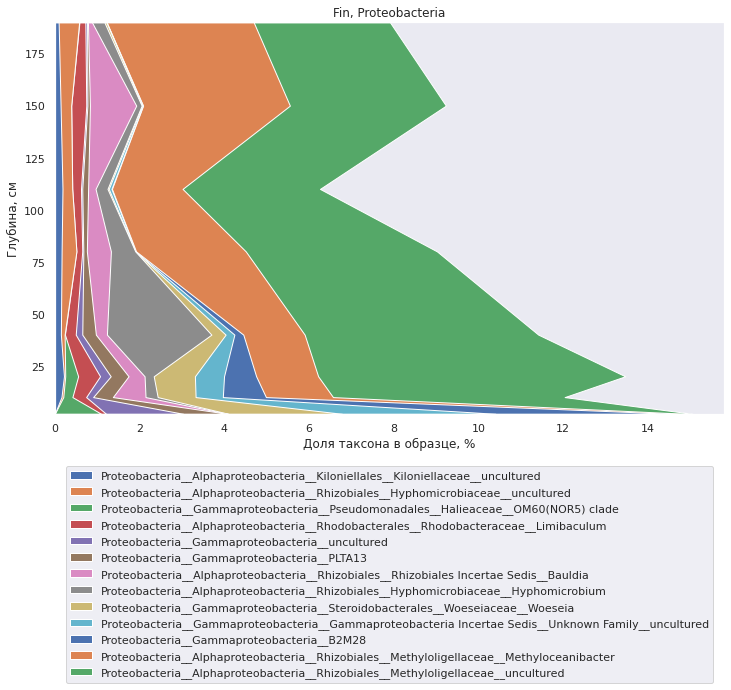 Fin, Proteobacteria
175
150
125
100
75
50
25
Глубина, см
0
2
4
6
8
10
12
14
Доля таксона в образце, %
Proteobacteria__Alphaproteobacteria__Kiloniellales__Kiloniellaceae__uncultured
Proteobacteria__Alphaproteobacteria__Rhizobiales__Hyphomicrobiaceae__uncultured
Proteobacteria__Gammaproteobacteria__Pseudomonadales__Halieaceae__OM60(NOR5) clade
Proteobacteria__Alphaproteobacteria__Rhodobacterales__Rhodobacteraceae__Limibaculum
Proteobacteria__Gammaproteobacteria__uncultured
Proteobacteria__Gammaproteobacteria__PLTA13
Proteobacteria__Alphaproteobacteria__Rhizobiales__Rhizobiales Incertae Sedis__Bauldia
Proteobacteria__Alphaproteobacteria__Rhizobiales__Hyphomicrobiaceae__Hyphomicrobium
Proteobacteria__Gammaproteobacteria__Steroidobacterales__Woeseiaceae__Woeseia
Proteobacteria__Gammaproteobacteria__Gammaproteobacteria Incertae Sedis__Unknown Family__uncultured
Proteobacteria__Gammaproteobacteria__B2M28
Proteobacteria__Alphaproteobacteria__Rhizobiales__Methyloligellaceae__Methyloceanibacter
Proteobacteria__Alphaproteobacteria__Rhizobiales__Methyloligellaceae__uncultured